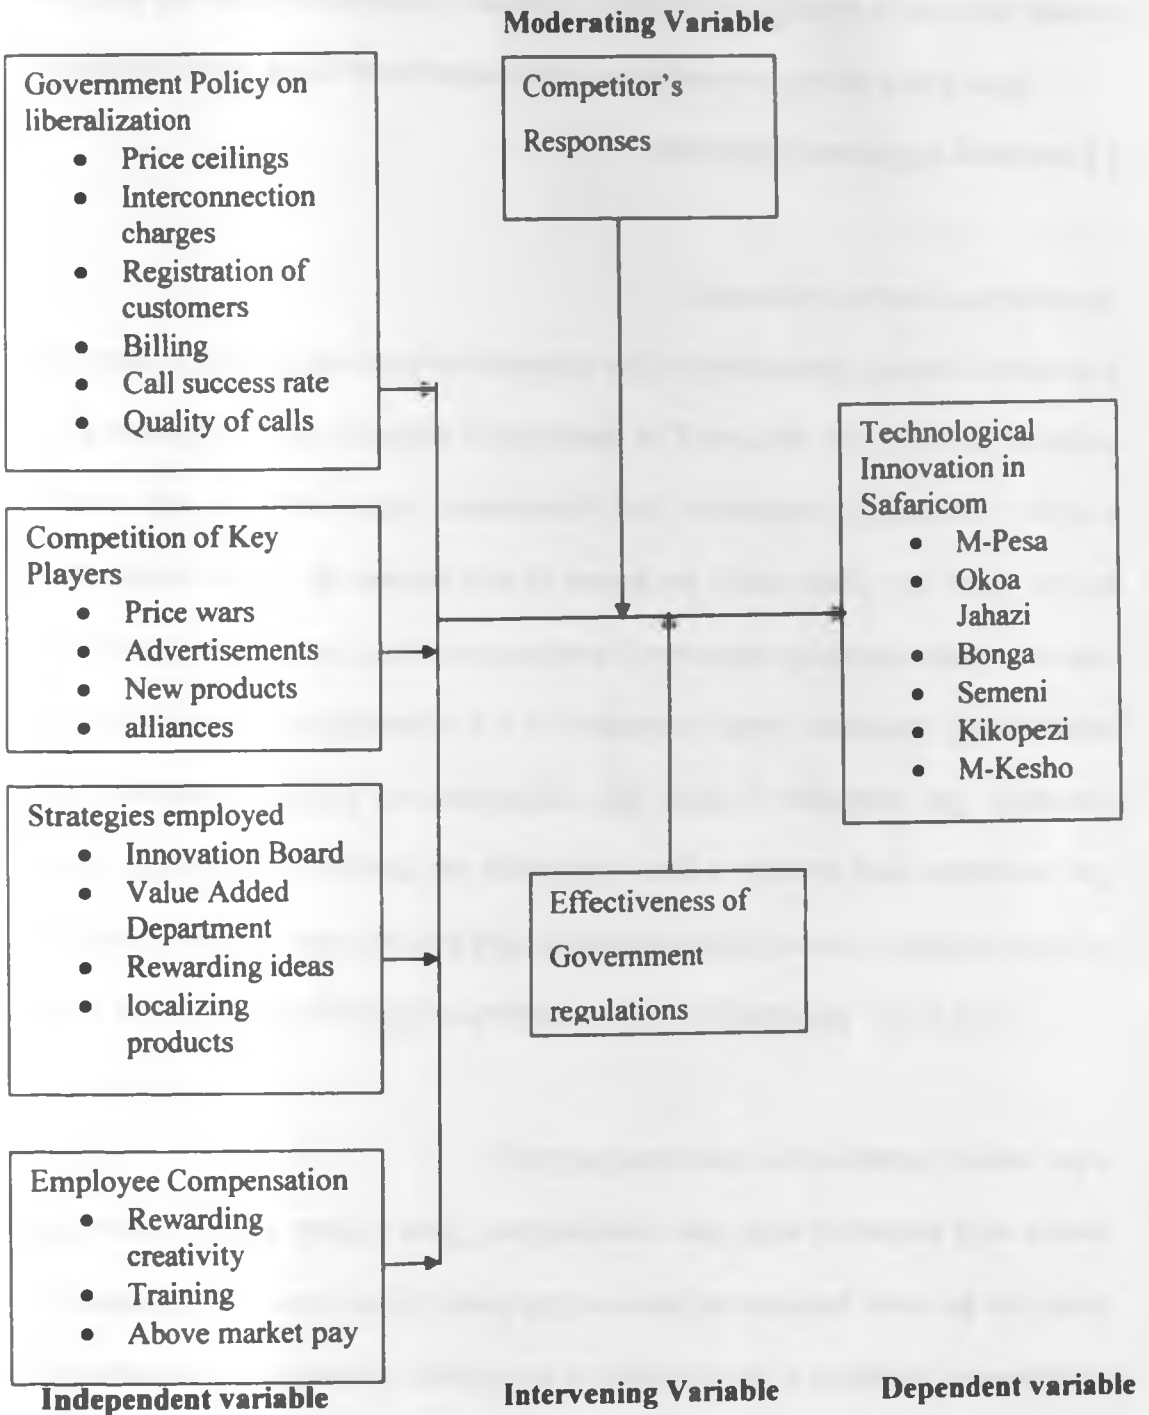 Moderating Variable
Government Policy on
liberalization
• Price ceilings
• Interconnection
charges
• Registration of
customers
• Billing
• Call success rate
• Quality of calls
Competitor's
Responses
Competition of Key
Players
• Price wars
• Advertisements
• New products
• alliances
Technological
Innovation in
Safaricom
• M-Pesa
• Okoa
Jahazi
• Bonga
• Semeni
• Kikopezi
• M-Kesho
Strategies employed
• Innovation Board
• Value Added
Department
• Rewarding ideas
• localizing
products
Effectiveness of
Government
regulations
Employee Compensation
• Rewarding
creativity
• Training
• Above market pay
Independent variable
Intervening Variable
Dependent variable